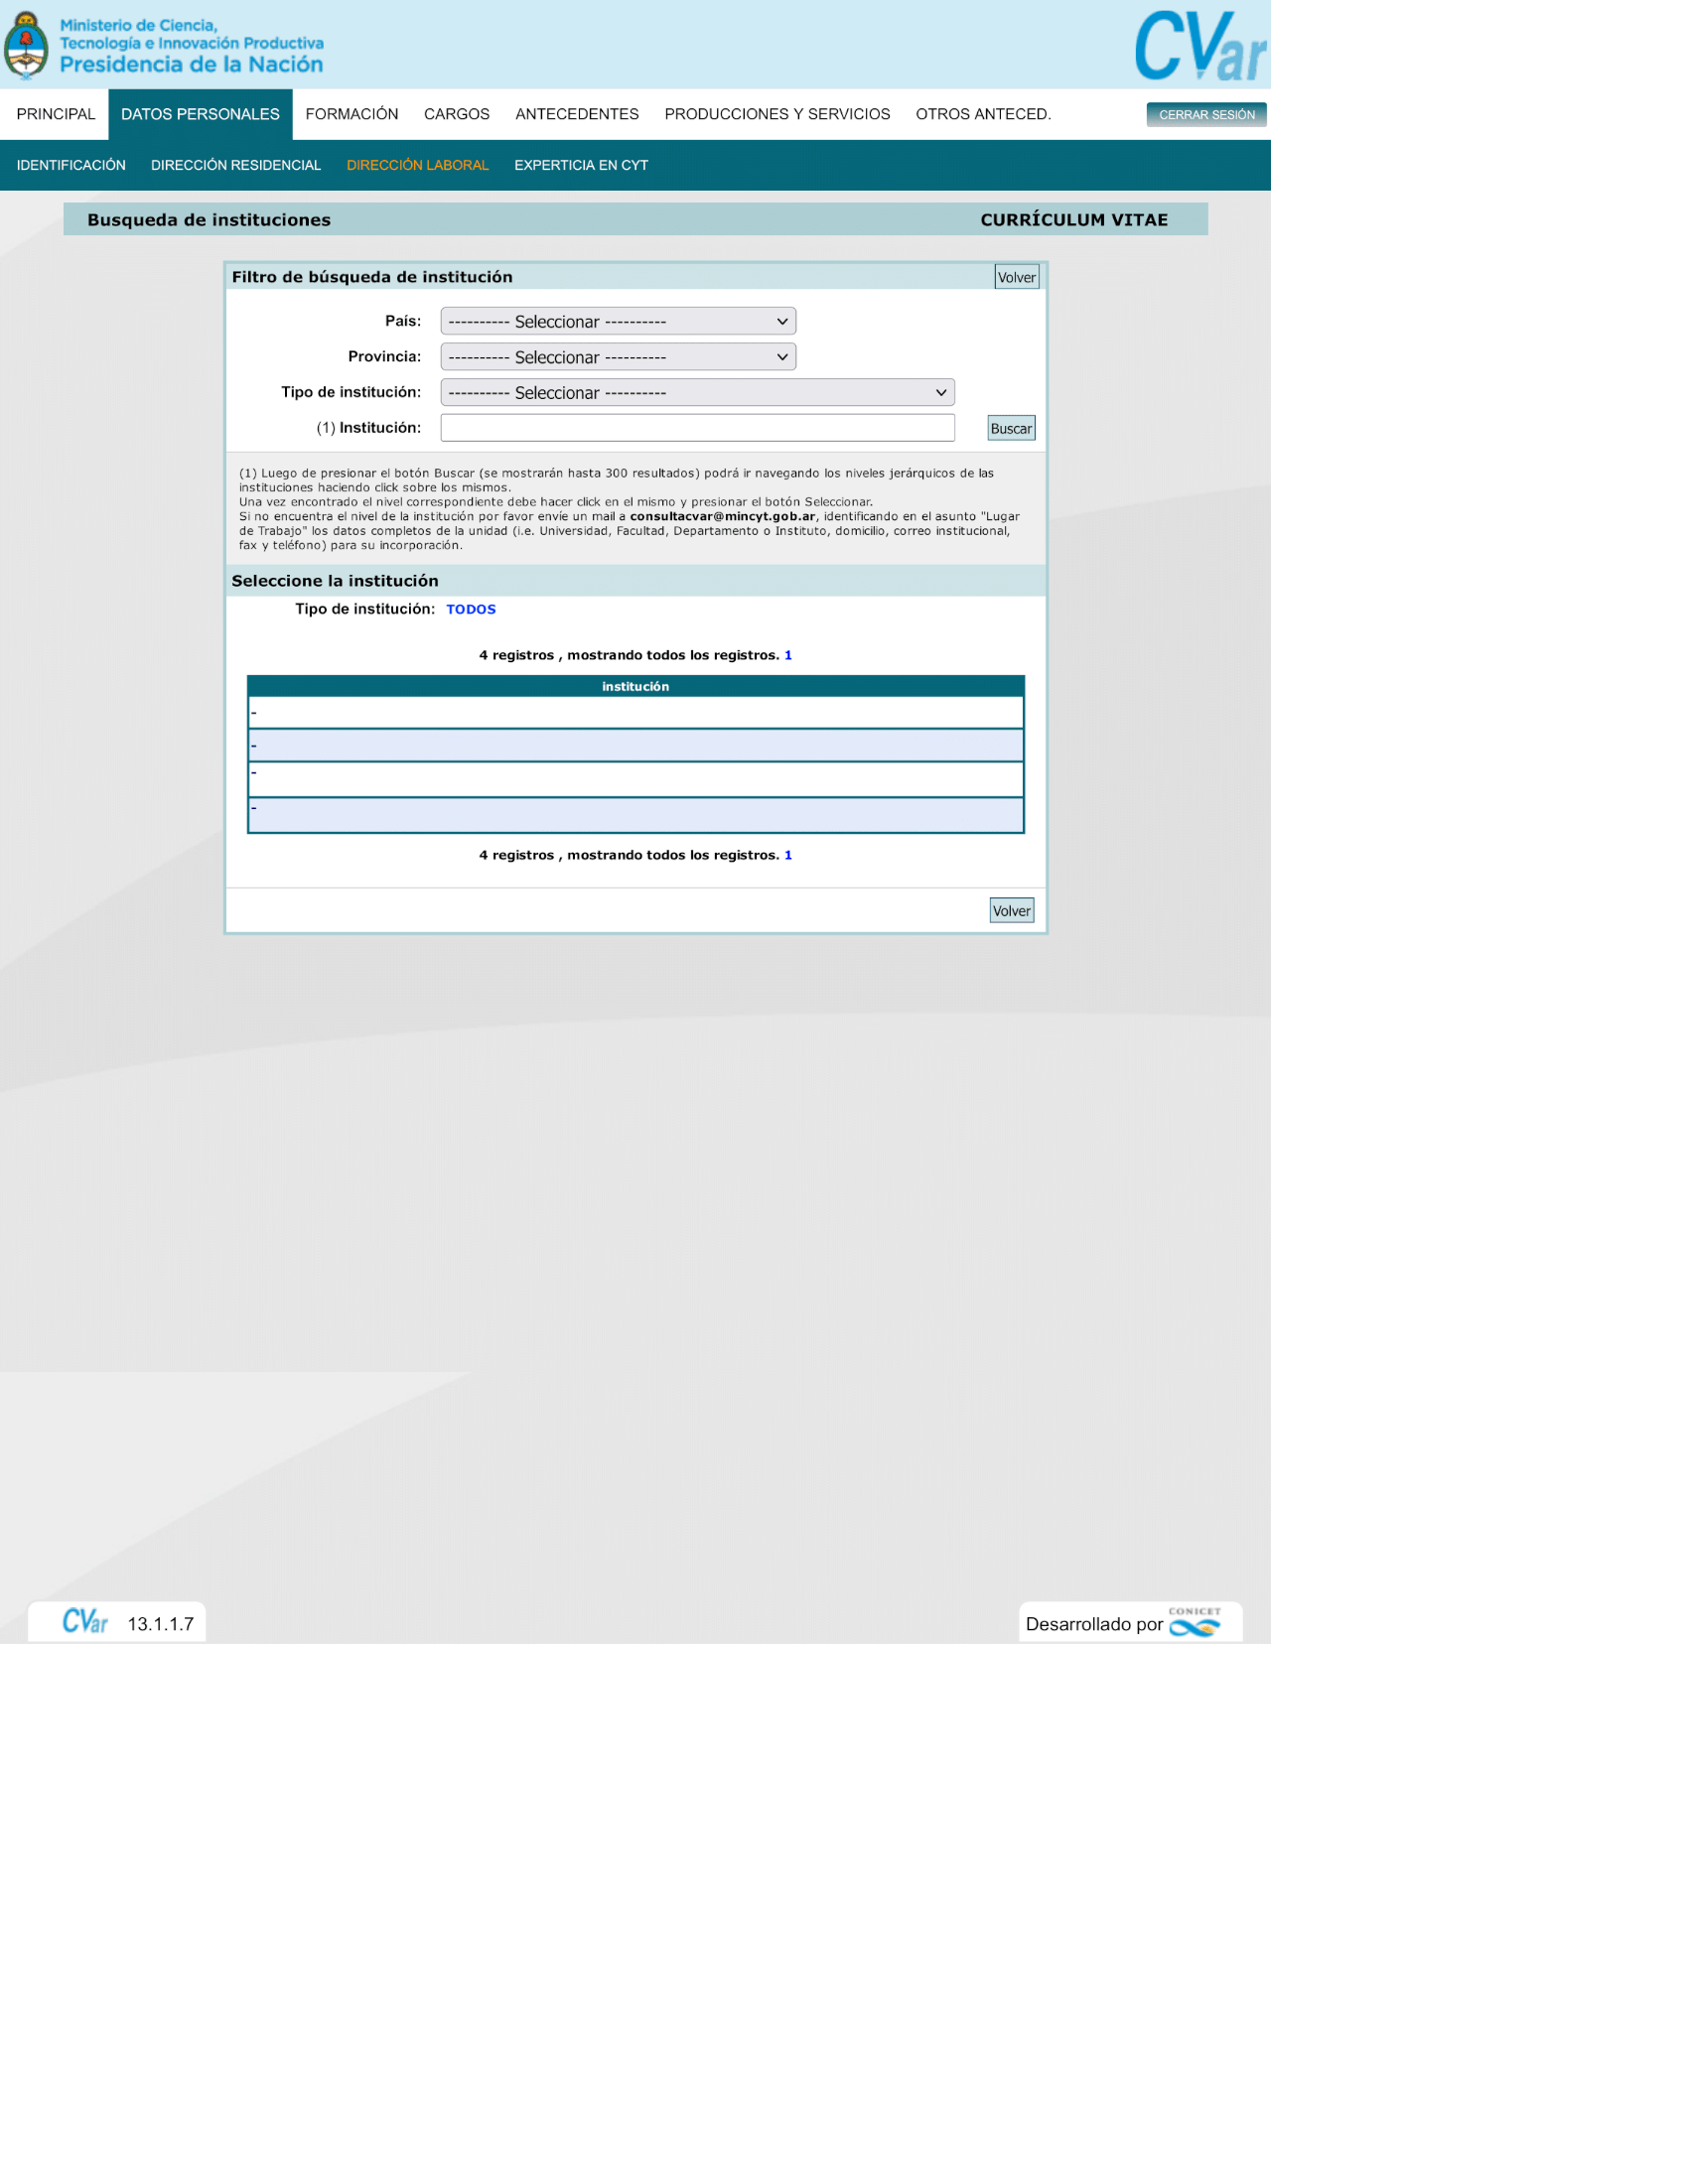 Ministerio de Ciencia,
Tecnología e Innovación Productiva
Presidencia de la Nación
CVar
PRINCIPAL DATOS PERSONALES FORMACIÓN CARGOS ANTECEDENTES PRODUCCIONES Y SERVICIOS OTROS ANTECED. CERRAR SESIÓN
IDENTIFICACIÓN DIRECCIÓN RESIDENCIAL DIRECCIÓN LABORAL EXPERTICIA EN CYT
Busqueda de instituciones CURRÍCULUM VITAE
Filtro de búsqueda de institución Volver
País: ---------- Seleccionar ----------
Provincia: ---------- Seleccionar ----------
Tipo de institución: ---------- Seleccionar ----------
(1) Institución: Buscar
(1) Luego de presionar el botón Buscar (se mostrarán hasta 300 resultados) podrá ir navegando los niveles jerárquicos de las
instituciones haciendo click sobre los mismos.
Una vez encontrado el nivel correspondiente debe hacer click en el mismo y presionar el botón Seleccionar.
Si no encuentra el nivel de la institución por favor envíe un mail a consultacvar@mincyt.gob.ar, identificando en el asunto "Lugar
de Trabajo" los datos completos de la unidad (i.e. Universidad, Facultad, Departamento o Instituto, domicilio, correo institucional,
fax y teléfono) para su incorporación.
Seleccione la institución
Tipo de institución: TODOS
4 registros , mostrando todos los registros. 1
institución
-
-
-
-
4 registros , mostrando todos los registros. 1
Volver
CVar 13.1.1.7
Desarrollado por CONICET